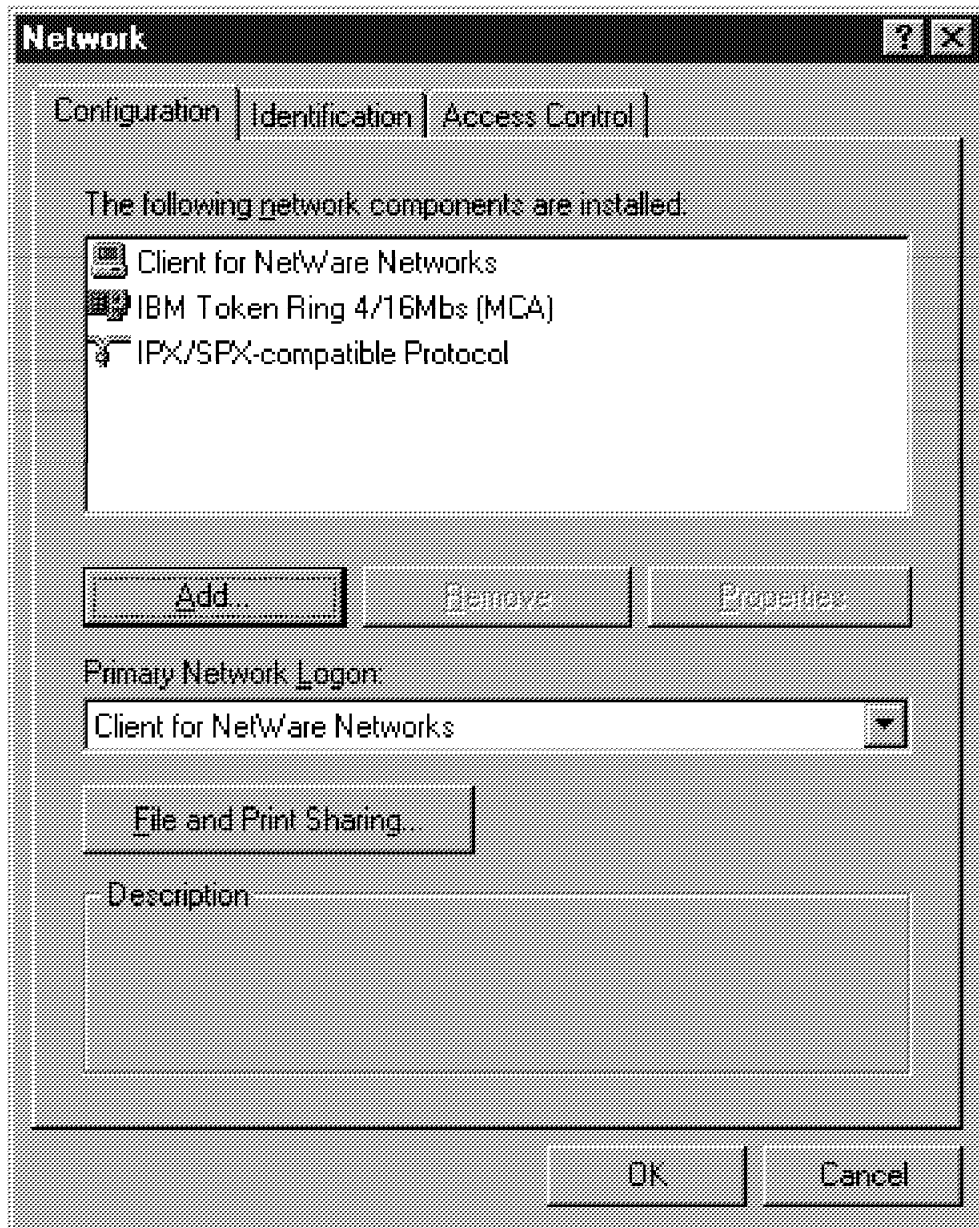 Network
Configuration Identification Access Control
The following network components are installed:
Client for NetWare Networks
IBM Token Ring 4/16Mbs (MCA)
IPX/SPX-compatible Protocol
Add... Remove Properties
Primary Network Logon:
Client for NetWare Networks
File and Print Sharing...
Description
OK Cancel